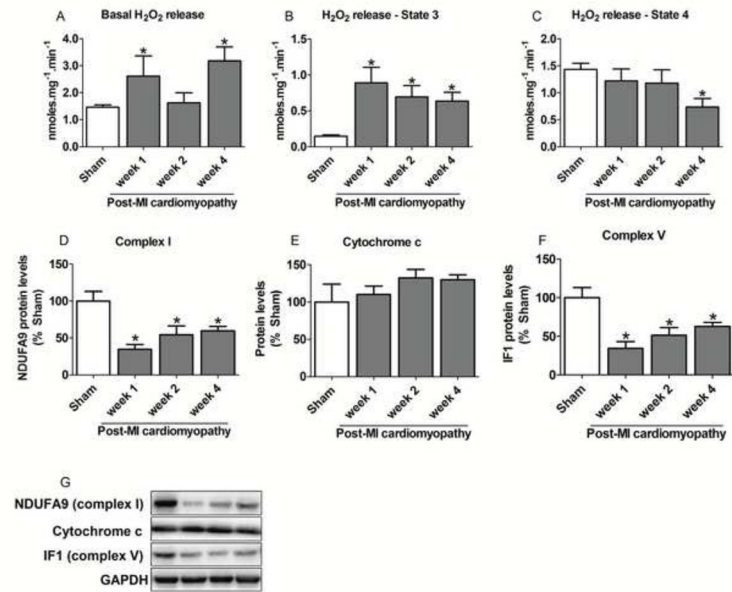 A
Basal H₂O₂ release
nmoles.mg⁻¹.min⁻¹
4.0
3.0
2.0
1.0
0.0
*
*
Sham
week 1
week 2
week 4
Post-MI cardiomyopathy
B
H₂O₂ release - State 3
nmoles.mg⁻¹.min⁻¹
1.5
1.0
0.5
0.0
*
*
*
Sham
week 1
week 2
week 4
Post-MI cardiomyopathy
C
H₂O₂ release - State 4
nmoles.mg⁻¹.min⁻¹
2.0
1.5
1.0
0.5
0.0
*
Sham
week 1
week 2
week 4
Post-MI cardiomyopathy
D
Complex I
NDUFA9 protein levels
(% Sham)
150
100
50
0
*
*
*
Sham
week 1
week 2
week 4
Post-MI cardiomyopathy
E
Cytochrome c
Protein levels
(% Sham)
150
100
50
0
Sham
week 1
week 2
week 4
Post-MI cardiomyopathy
F
Complex V
IF1 protein levels
(% Sham)
150
100
50
0
*
*
*
Sham
week 1
week 2
week 4
Post-MI cardiomyopathy
G
NDUFA9 (complex I)
Cytochrome c
IF1 (complex V)
GAPDH